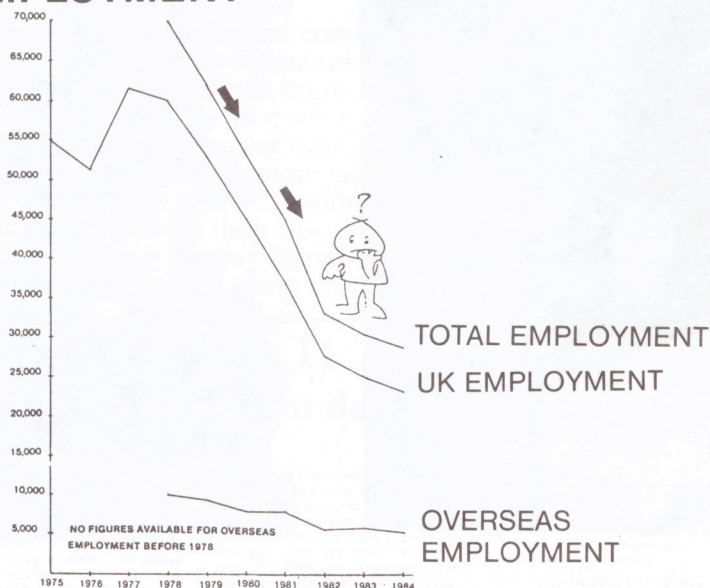 MPLOYMENT
70,000
65,000
60,000
55,000
50,000
45,000
40,000
35,000
30,000
25,000
20,000
15,000
10,000
5,000
?
?
TOTAL EMPLOYMENT
UK EMPLOYMENT
OVERSEAS
EMPLOYMENT
NO FIGURES AVAILABLE FOR OVERSEAS
EMPLOYMENT BEFORE 1978
1975 1976 1977 1978 1979 1980 1981 1982 1983 1984